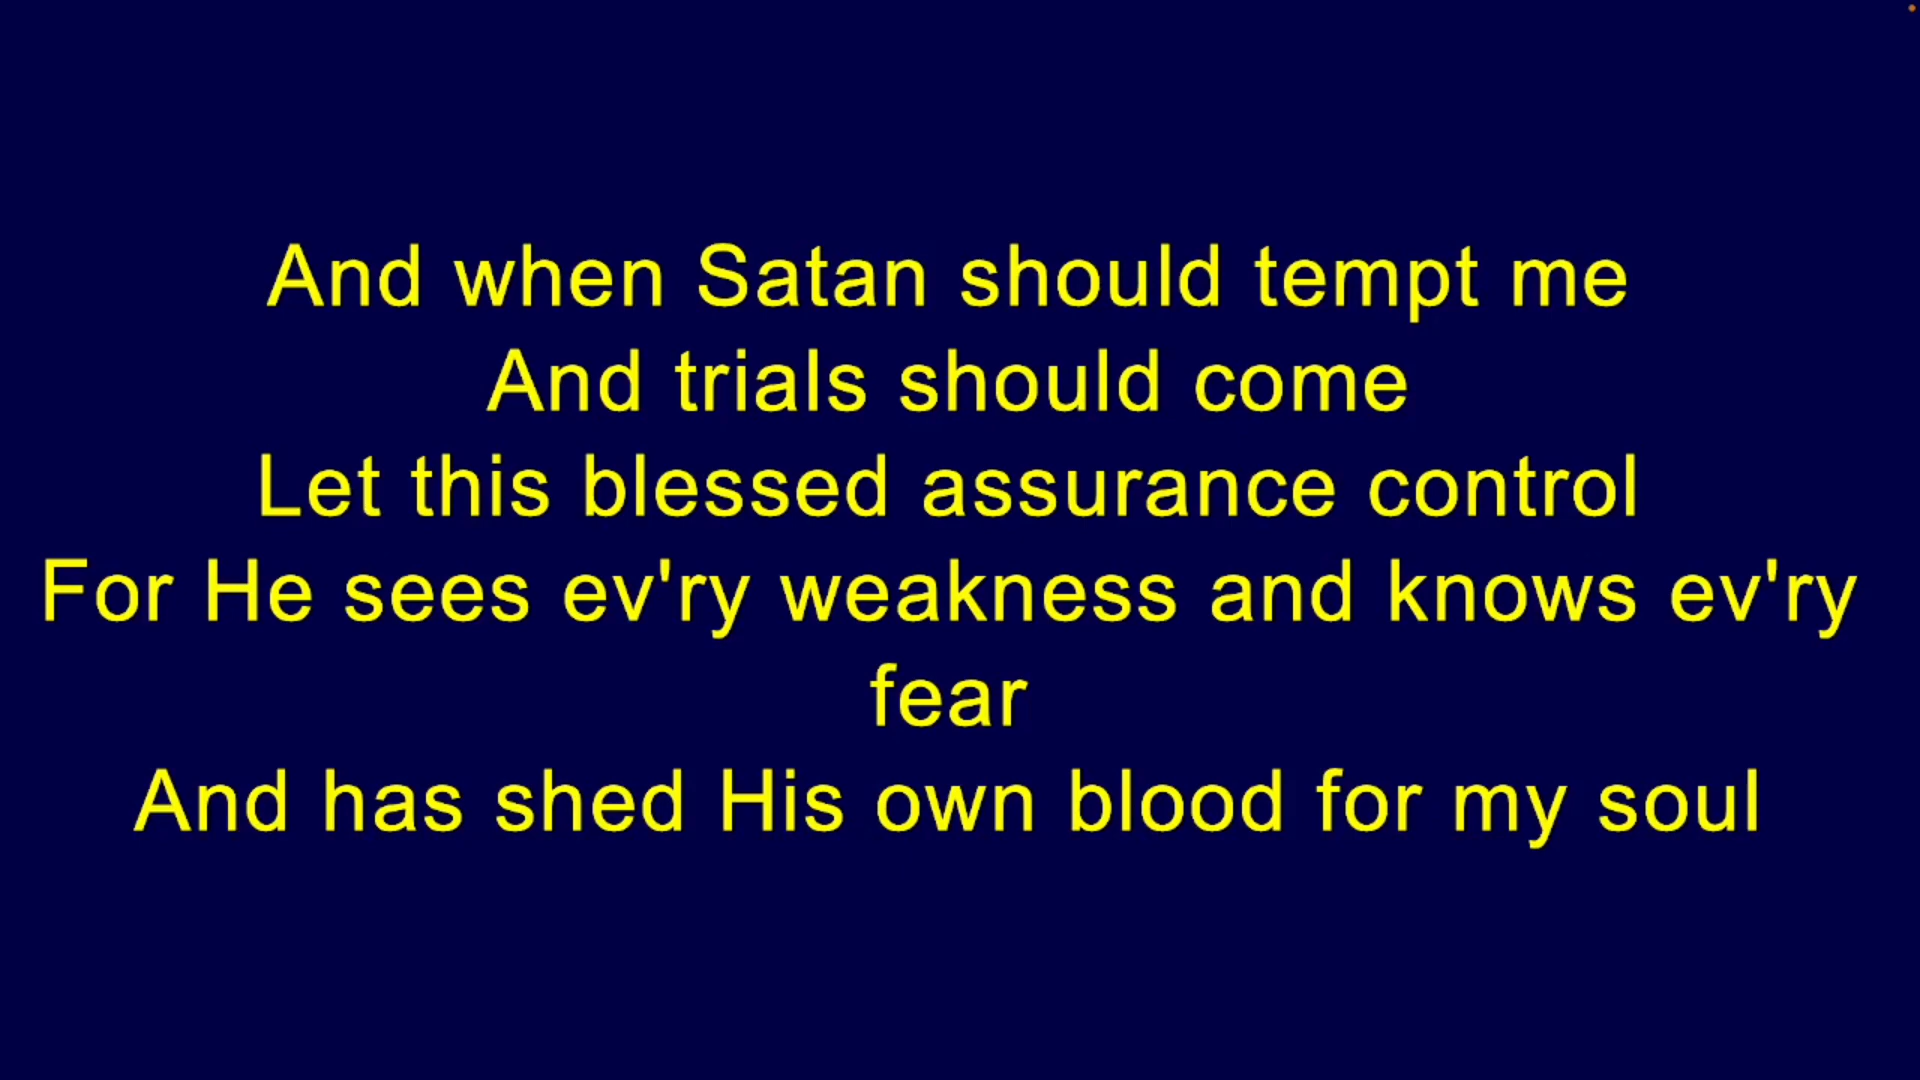 And when Satan should tempt me
And trials should come
Let this blessed assurance control
For He sees ev'ry weakness and knows ev'ry
fear
And has shed His own blood for my soul